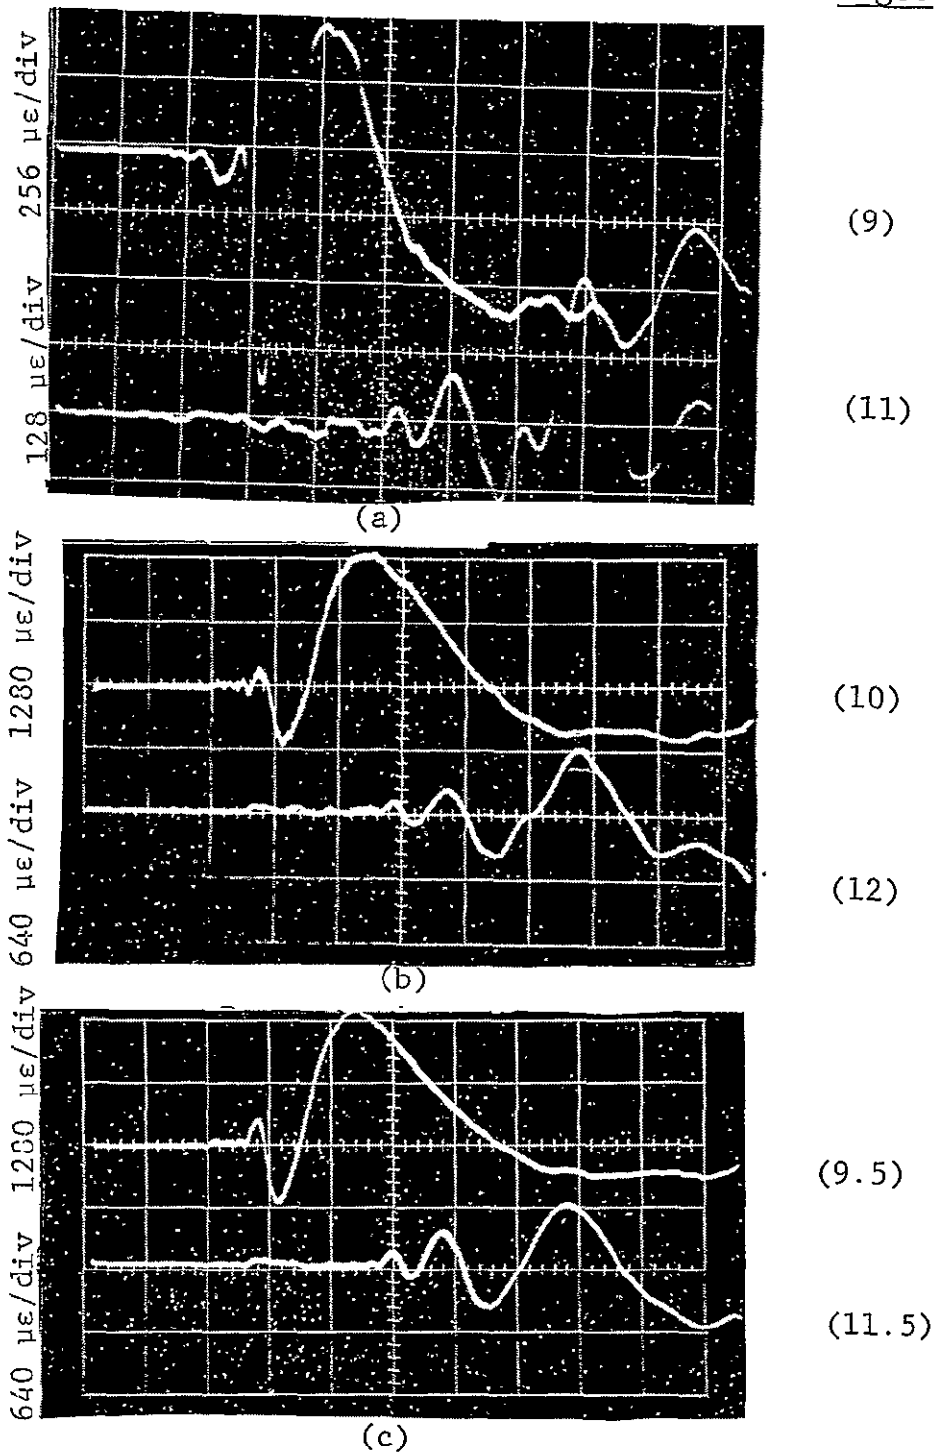 256 με/div
(9)
128 με/div
(11)
(a)
1280 με/div
(10)
640 με/div
(12)
(b)
1280 με/div
(9.5)
640 με/div
(11.5)
(c)